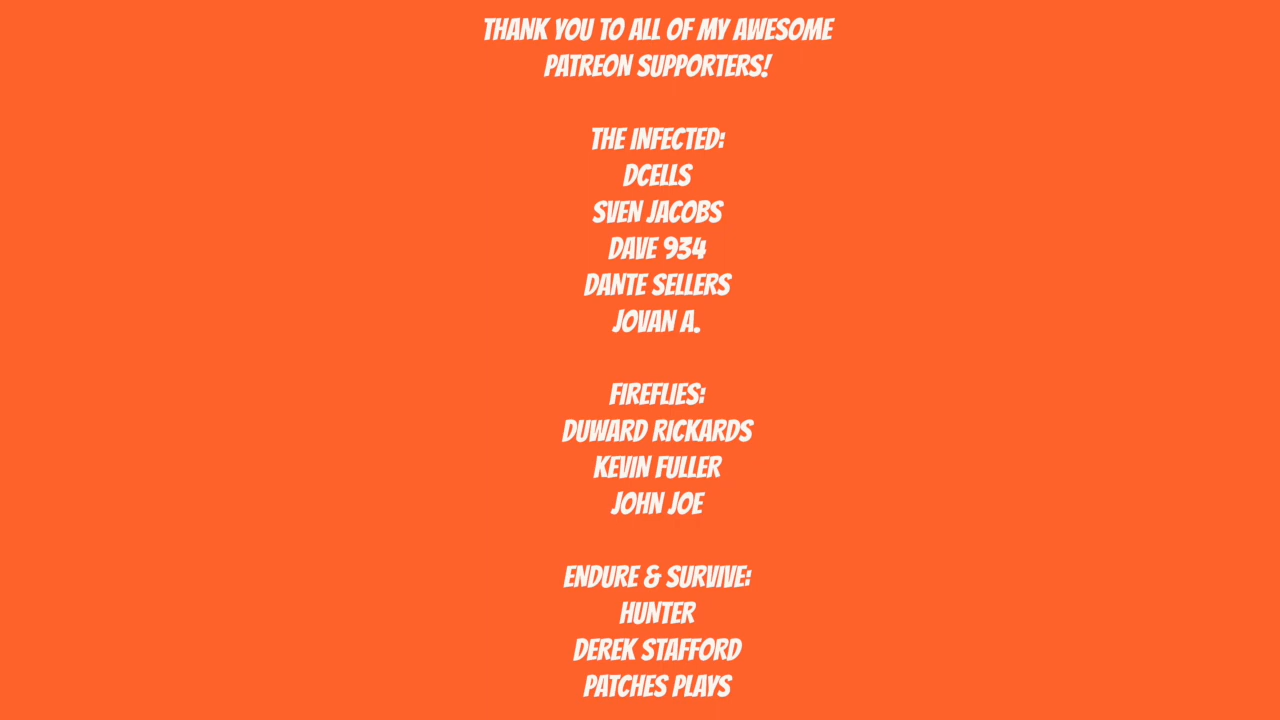 THANK YOU TO ALL OF MY AWESOME
PATREON SUPPORTERS!
THE INFECTED:
DCELLS
SVEN JACOBS
DAVE 934
DANTE SELLERS
JOVAN A.
FIREFLIES:
DUWARD RICKARDS
KEVIN FULLER
JOHN JOE
ENDURE & SURVIVE:
HUNTER
DEREK STAFFORD
PATCHES PLAYS